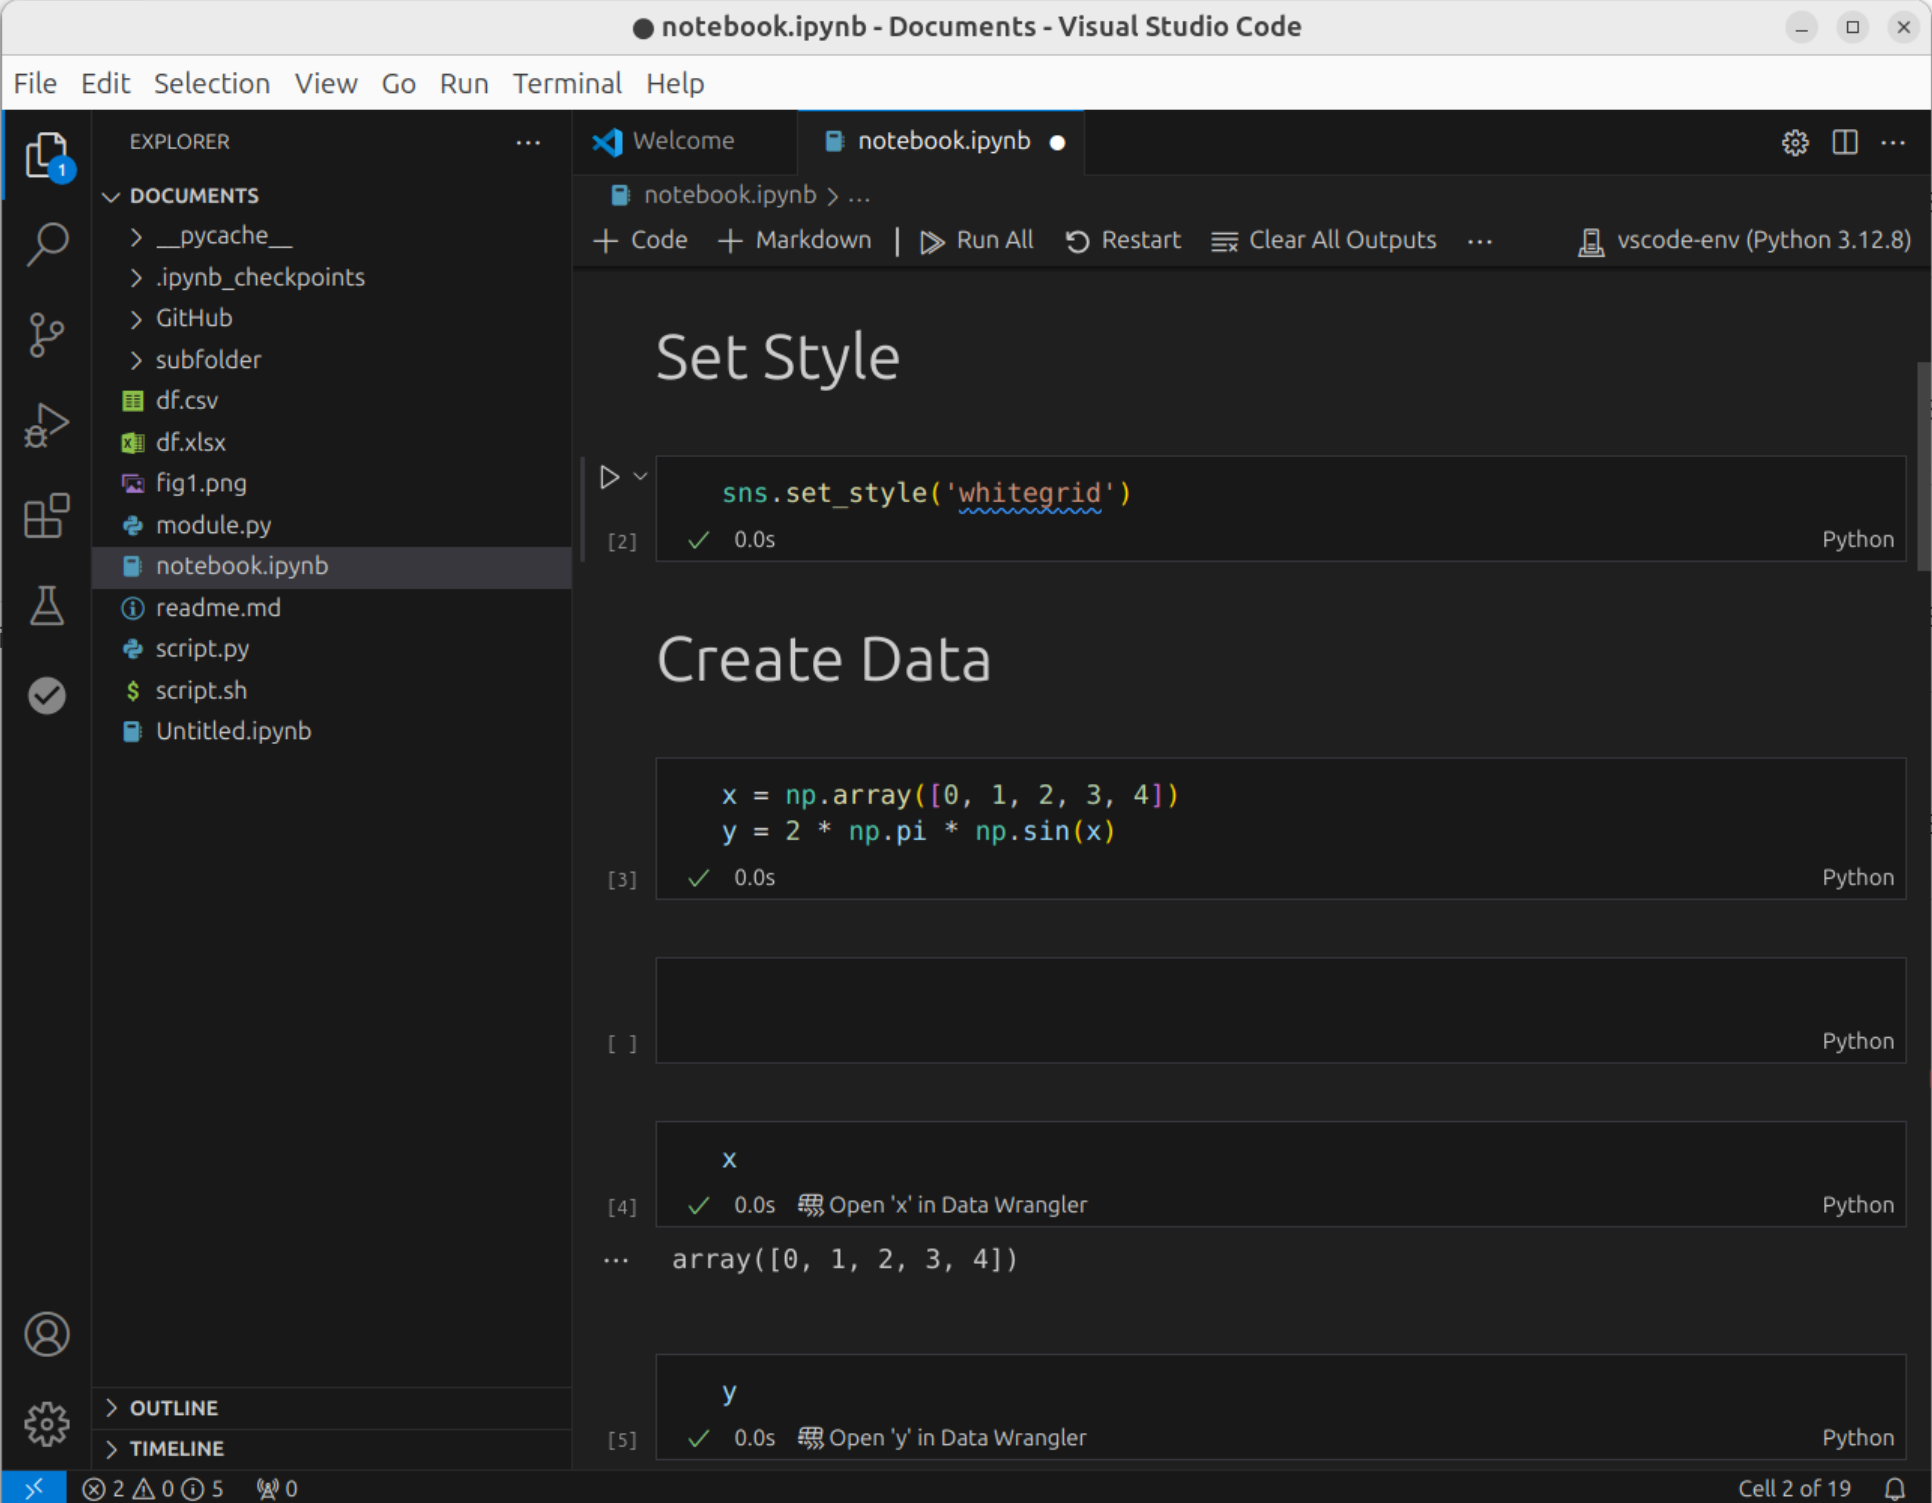 notebook.ipynb - Documents - Visual Studio Code
File Edit Selection View Go Run Terminal Help
EXPLORER
1
DOCUMENTS
__pycache__
.ipynb_checkpoints
GitHub
subfolder
df.csv
df.xlsx
fig1.png
module.py
notebook.ipynb
readme.md
script.py
script.sh
Untitled.ipynb
OUTLINE
TIMELINE
Welcome notebook.ipynb
notebook.ipynb > ...
+ Code + Markdown | Run All Restart Clear All Outputs ... vscode-env (Python 3.12.8)
Set Style
sns.set_style('whitegrid')
[2] ✓ 0.0s Python
Create Data
x = np.array([0, 1, 2, 3, 4])
y = 2 * np.pi * np.sin(x)
[3] ✓ 0.0s Python
[ ] Python
x
[4] ✓ 0.0s Open 'x' in Data Wrangler Python
... array([0, 1, 2, 3, 4])
y
[5] ✓ 0.0s Open 'y' in Data Wrangler Python
2 0 5 0 Cell 2 of 19